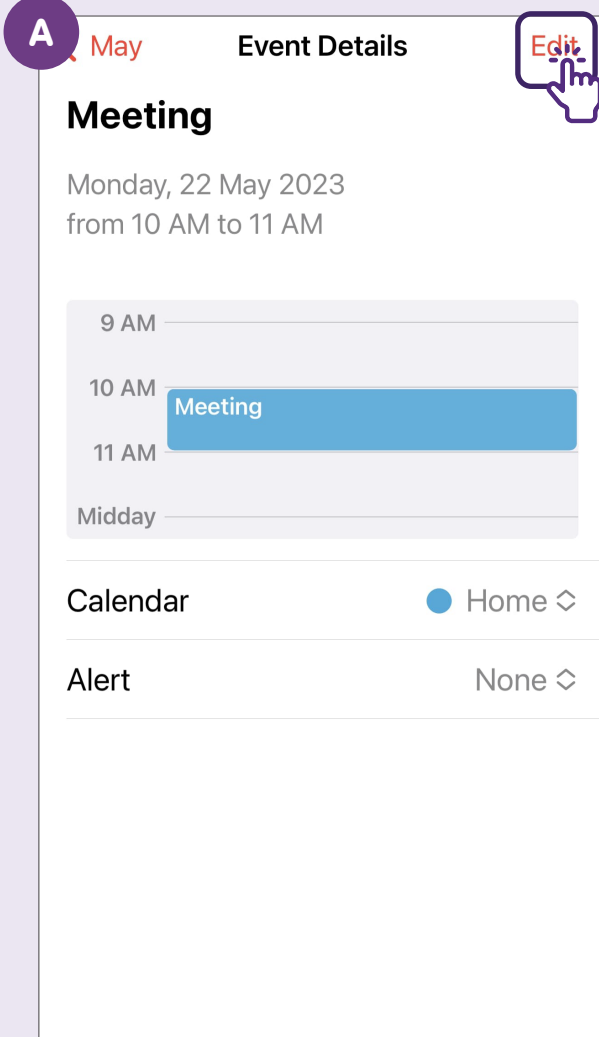 A
May Event Details Edit
Meeting
Monday, 22 May 2023
from 10 AM to 11 AM
9 AM
10 AM
Meeting
11 AM
Midday
Calendar Home
Alert None